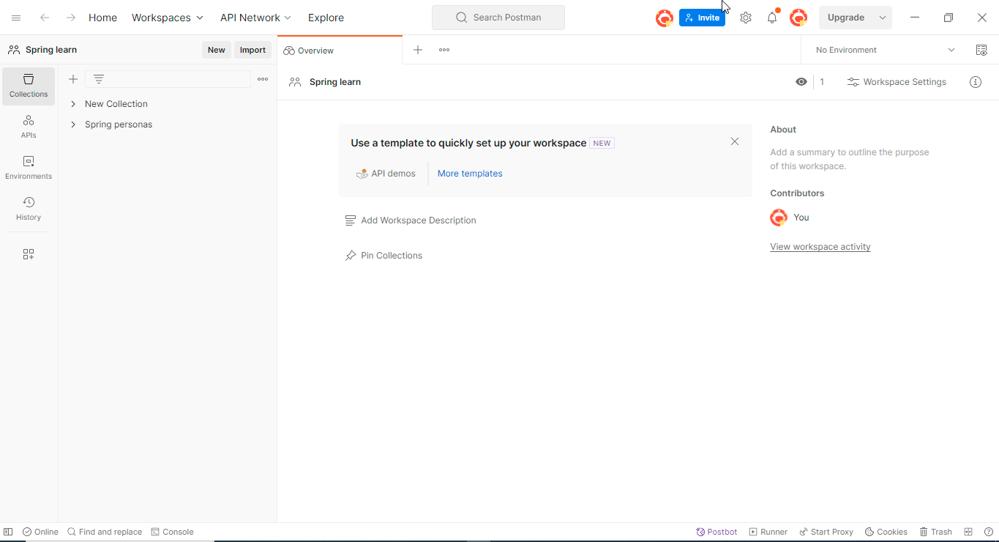 Home Workspaces API Network Explore Search Postman Invite Upgrade
Spring learn New Import Overview No Environment
Spring learn 1 Workspace Settings
Collections
APIs
Environments
History
New Collection
Spring personas
Use a template to quickly set up your workspace NEW
API demos More templates
Add Workspace Description
Pin Collections
About
Add a summary to outline the purpose
of this workspace.
Contributors
You
View workspace activity
Online Find and replace Console Postbot Runner Start Proxy Cookies Trash